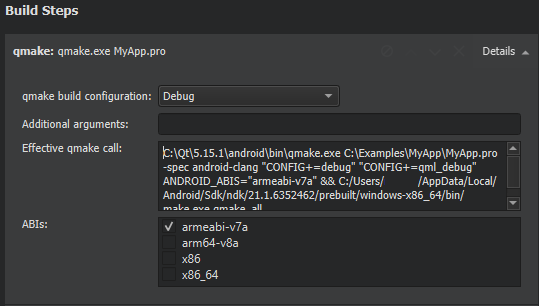 Build Steps
qmake: qmake.exe MyApp.pro
Details
qmake build configuration: Debug
Additional arguments:
Effective qmake call:
C:\Qt\5.15.1\android\bin\qmake.exe C:\Examples\MyApp\MyApp.pro
-spec android-clang "CONFIG+=debug" "CONFIG+=qml_debug"
ANDROID_ABIS="armeabi-v7a" && C:/Users/ /AppData/Local/
Android/Sdk/ndk/21.1.6352462/prebuilt/windows-x86_64/bin/
make.exe qmake_all
ABIs:
armeabi-v7a
arm64-v8a
x86
x86_64